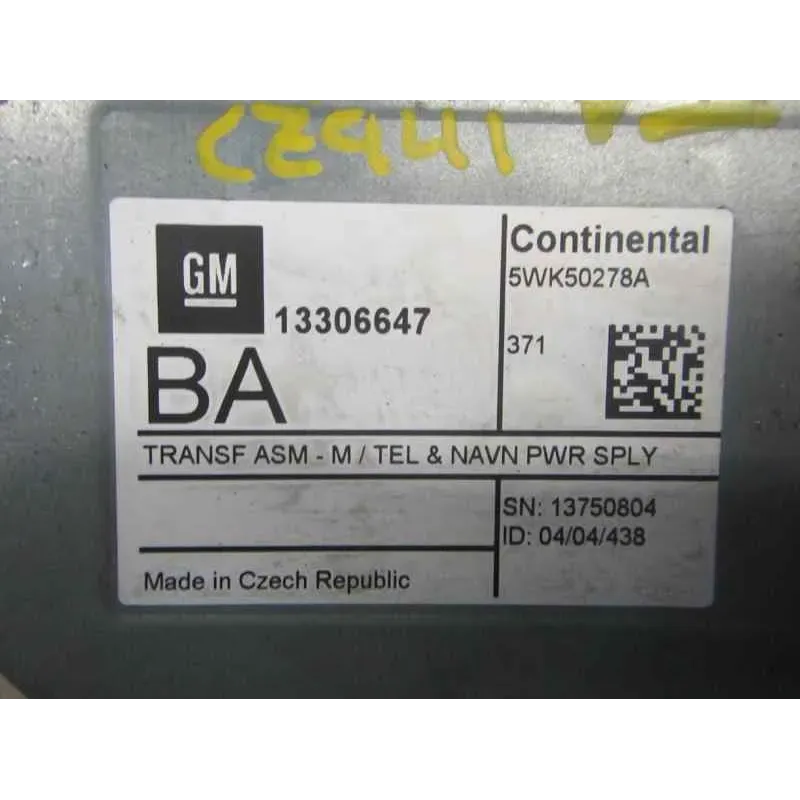 GM
13306647
BA
Continental
5WK50278A
371
TRANSF ASM - M / TEL & NAVN PWR SPLY
SN: 13750804
ID: 04/04/438
Made in Czech Republic